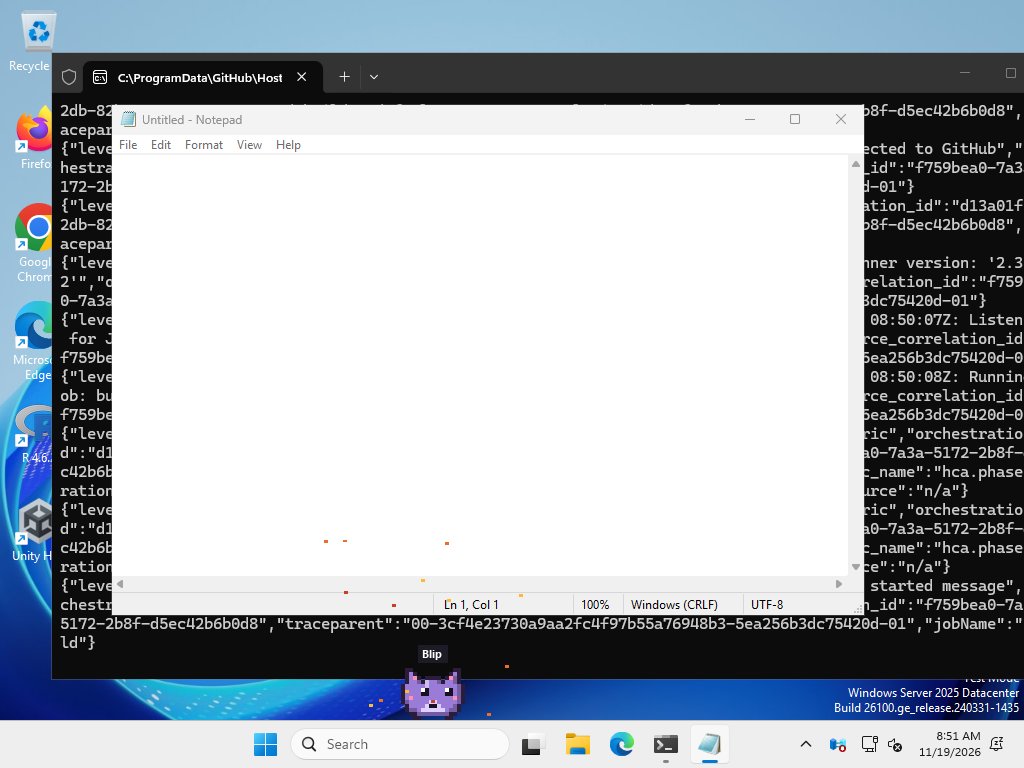 Recycle
Firefo
Googl
Chrom
Micros
Edge
R 4.6.
Unity H
C:\ProgramData\GitHub\Host
2db-82
b8f-d5ec42b6b0d8",
acepar
{"leve
ected to GitHub","
hestra
_id":"f759bea0-7a3
172-2b
d-01"}
{"leve
ation_id":"d13a01f
2db-82
b8f-d5ec42b6b0d8",
acepar
{"leve
nner version: '2.3
2'","o
relation_id":"f759
0-7a3a
3dc75420d-01"}
{"leve
08:50:07Z: Listen
for J
rce_correlation_id
f759be
5ea256b3dc75420d-0
{"leve
08:50:08Z: Runnin
ob: bu
rce_correlation_id
f759be
5ea256b3dc75420d-0
{"leve
ric","orchestratio
d":"d1
a0-7a3a-5172-2b8f-
c42b6b
c_name":"hca.phase
ration
urce":"n/a"}
{"leve
ric","orchestratio
d":"d1
a0-7a3a-5172-2b8f-
c42b6b
c_name":"hca.phase
ration
ce":"n/a"}
{"leve
started message",
chestr
n_id":"f759bea0-7a
5172-2b8f-d5ec42b6b0d8","traceparent":"00-3cf4e23730a9aa2fc4f97b55a76948b3-5ea256b3dc75420d-01","jobName":"
ld"}
Untitled - Notepad
File Edit Format View Help
Ln 1, Col 1 100% Windows (CRLF) UTF-8
Blip
Test Mode
Windows Server 2025 Datacenter
Build 26100.ge_release.240331-1435
Search
8:51 AM
11/19/2026